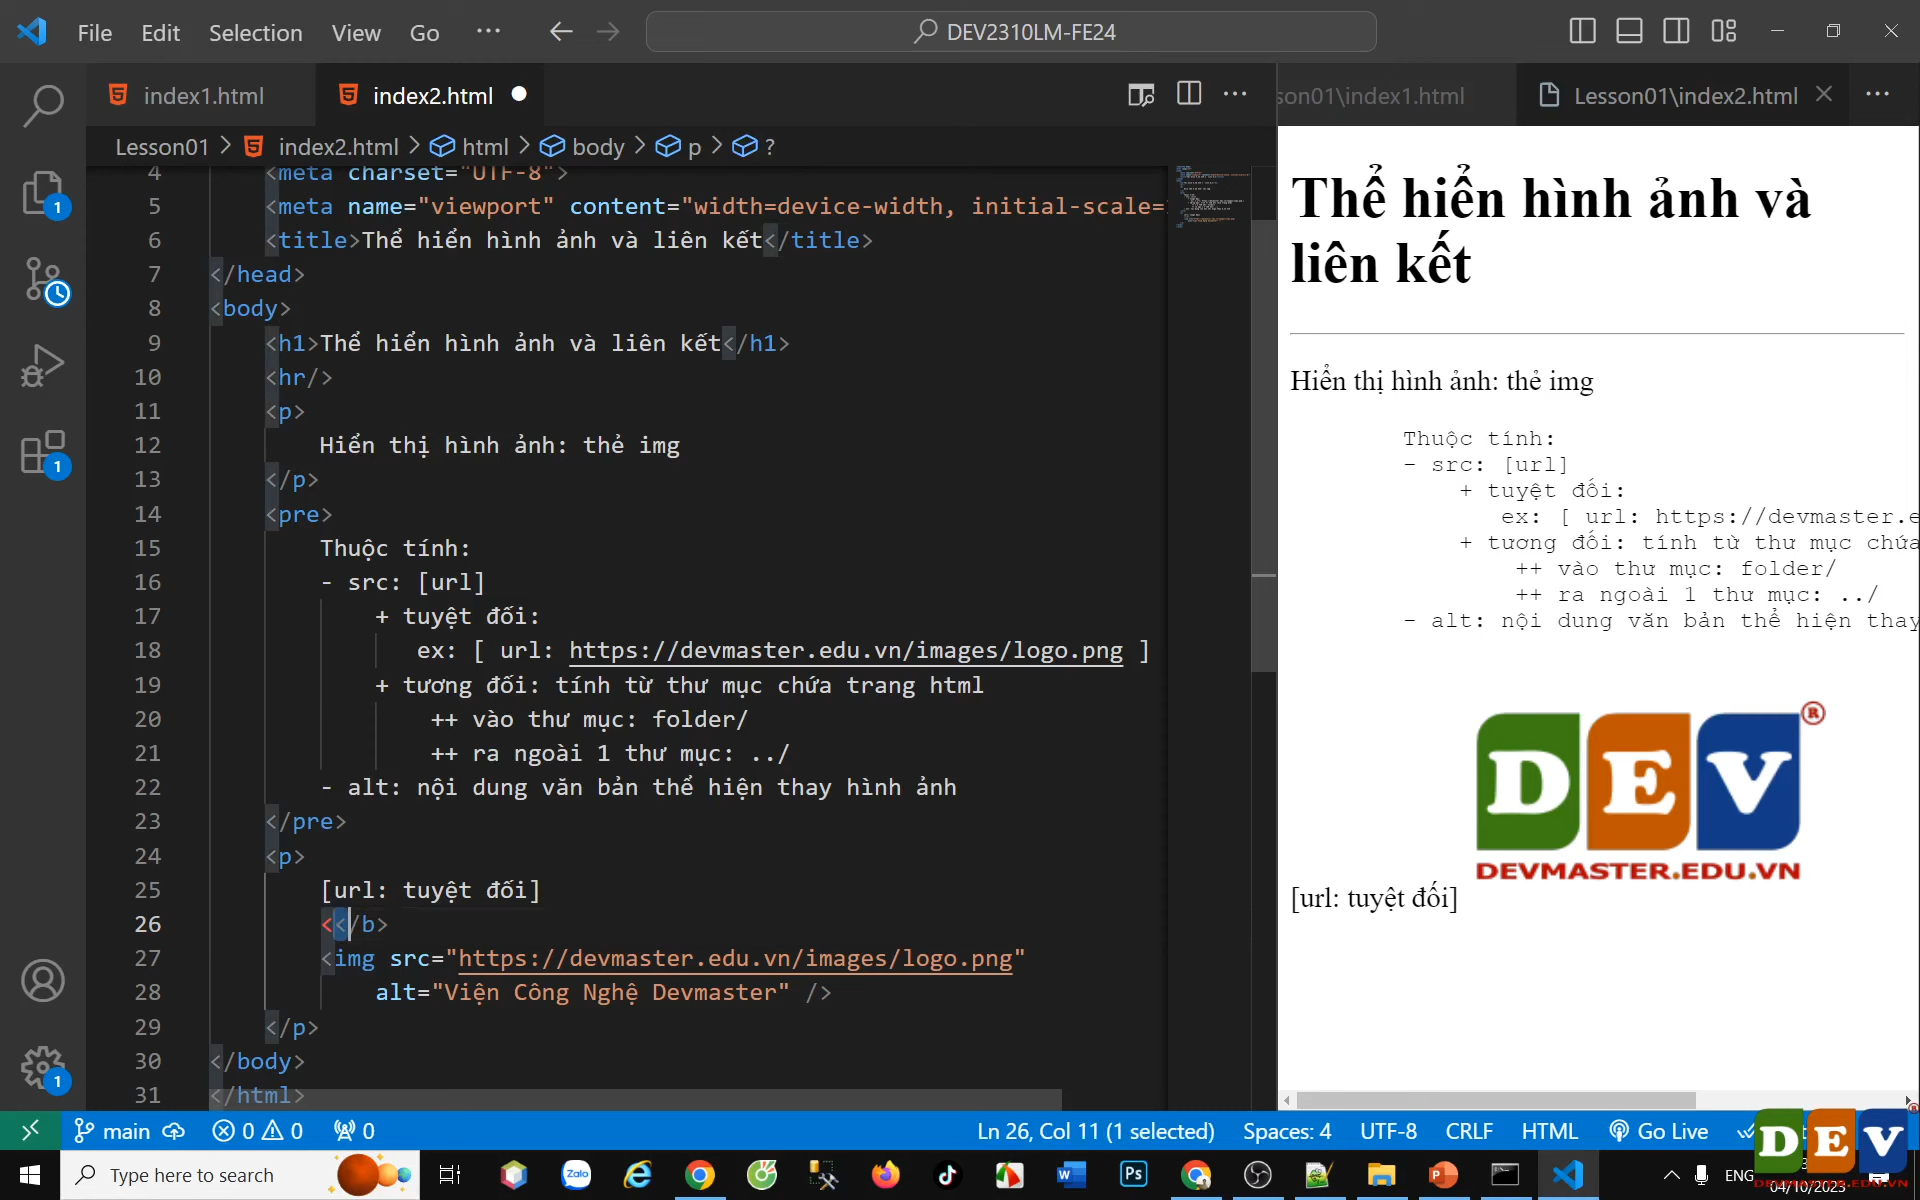 File Edit Selection View Go ··· DEV2310LM-FE24
index1.html index2.html son01\index1.html Lesson01\index2.html
Lesson01 > index2.html > html > body > p > ?
4 <meta charset="UTF-8">
5 <meta name="viewport" content="width=device-width, initial-scale=
6 <title>Thể hiển hình ảnh và liên kết</title>
7 </head>
8 <body>
9 <h1>Thể hiển hình ảnh và liên kết</h1>
10 <hr/>
11 <p>
12 Hiển thị hình ảnh: thẻ img
13 </p>
14 <pre>
15 Thuộc tính:
16 - src: [url]
17 + tuyệt đối:
18 ex: [ url: https://devmaster.edu.vn/images/logo.png ]
19 + tương đối: tính từ thư mục chứa trang html
20 ++ vào thư mục: folder/
21 ++ ra ngoài 1 thư mục: ../
22 - alt: nội dung văn bản thể hiện thay hình ảnh
23 </pre>
24 <p>
25 [url: tuyệt đối]
26 <</b>
27 <img src="https://devmaster.edu.vn/images/logo.png"
28 alt="Viện Công Nghệ Devmaster" />
29 </p>
30 </body>
31 </html>
Thể hiển hình ảnh và
liên kết
Hiển thị hình ảnh: thẻ img
Thuộc tính:
- src: [url]
+ tuyệt đối:
ex: [ url: https://devmaster.e
+ tương đối: tính từ thư mục chứa
++ vào thư mục: folder/
++ ra ngoài 1 thư mục: ../
- alt: nội dung văn bản thể hiện thay
DEV ®
DEVMASTER.EDU.VN
[url: tuyệt đối]
1
1
1
main 0 0 0 Ln 26, Col 11 (1 selected) Spaces: 4 UTF-8 CRLF HTML Go Live
Type here to search Zalo Ps ENG
04/10/2023
DEV ®
DEVMASTER.EDU.VN